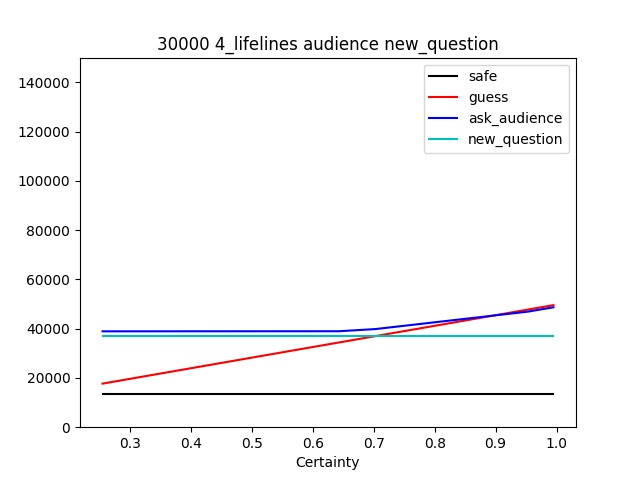 30000 4_lifelines audience new_question
140000
120000
100000
80000
60000
40000
20000
0
safe
guess
ask_audience
new_question
0.3 0.4 0.5 0.6 0.7 0.8 0.9 1.0
Certainty